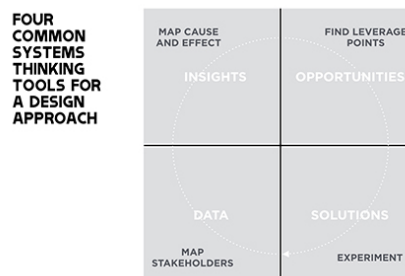 FOUR
COMMON
SYSTEMS
THINKING
TOOLS FOR
A DESIGN
APPROACH
MAP CAUSE
AND EFFECT
INSIGHTS
FIND LEVERAGE
POINTS
OPPORTUNITIES
DATA
MAP
STAKEHOLDERS
SOLUTIONS
EXPERIMENT